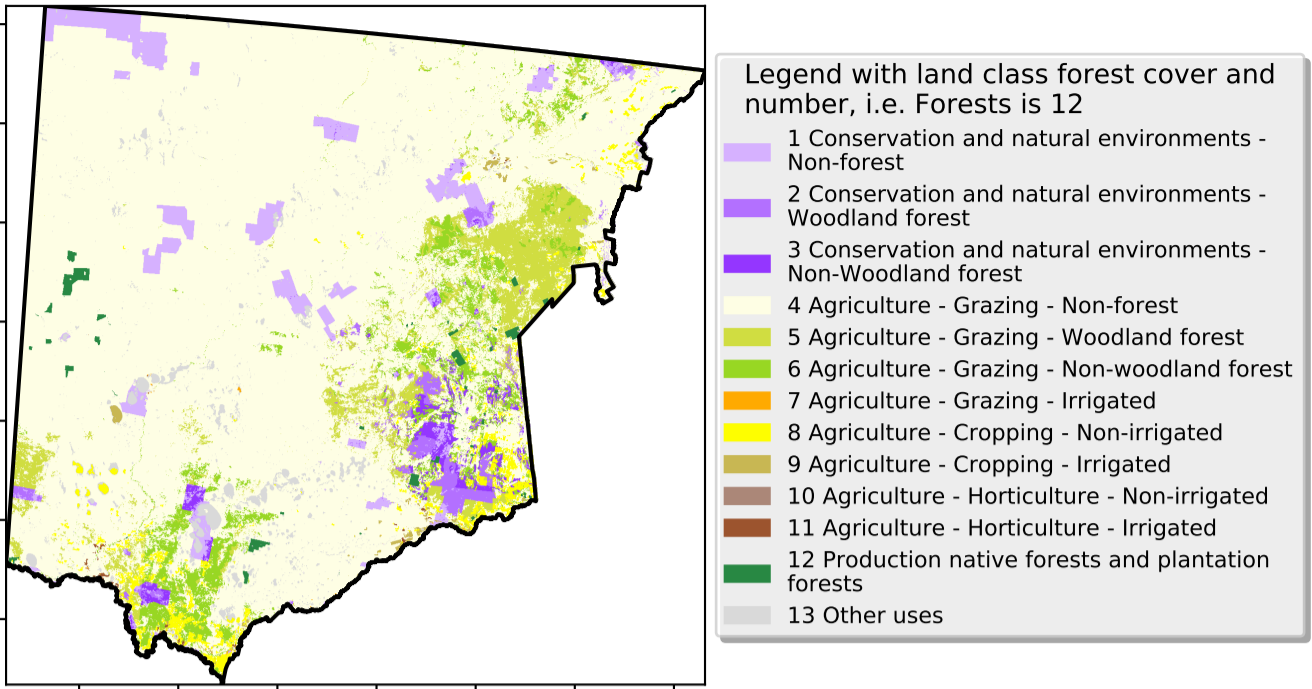 Legend with land class forest cover and
number, i.e. Forests is 12
1 Conservation and natural environments -
Non-forest
2 Conservation and natural environments -
Woodland forest
3 Conservation and natural environments -
Non-Woodland forest
4 Agriculture - Grazing - Non-forest
5 Agriculture - Grazing - Woodland forest
6 Agriculture - Grazing - Non-woodland forest
7 Agriculture - Grazing - Irrigated
8 Agriculture - Cropping - Non-irrigated
9 Agriculture - Cropping - Irrigated
10 Agriculture - Horticulture - Non-irrigated
11 Agriculture - Horticulture - Irrigated
12 Production native forests and plantation
forests
13 Other uses